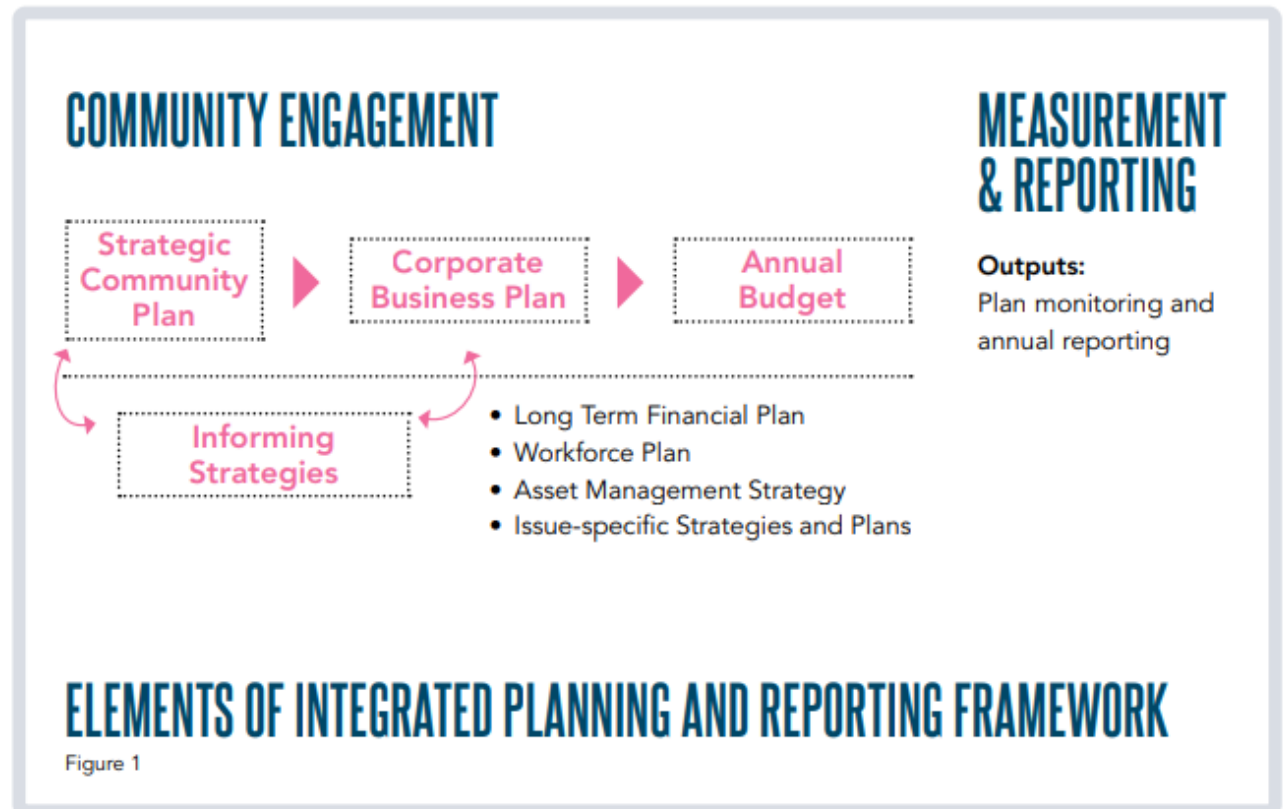 COMMUNITY ENGAGEMENT
Strategic
Community
Plan
Corporate
Business Plan
Annual
Budget
Informing
Strategies
• Long Term Financial Plan
• Workforce Plan
• Asset Management Strategy
• Issue-specific Strategies and Plans
MEASUREMENT
& REPORTING
Outputs:
Plan monitoring and
annual reporting
ELEMENTS OF INTEGRATED PLANNING AND REPORTING FRAMEWORK
Figure 1